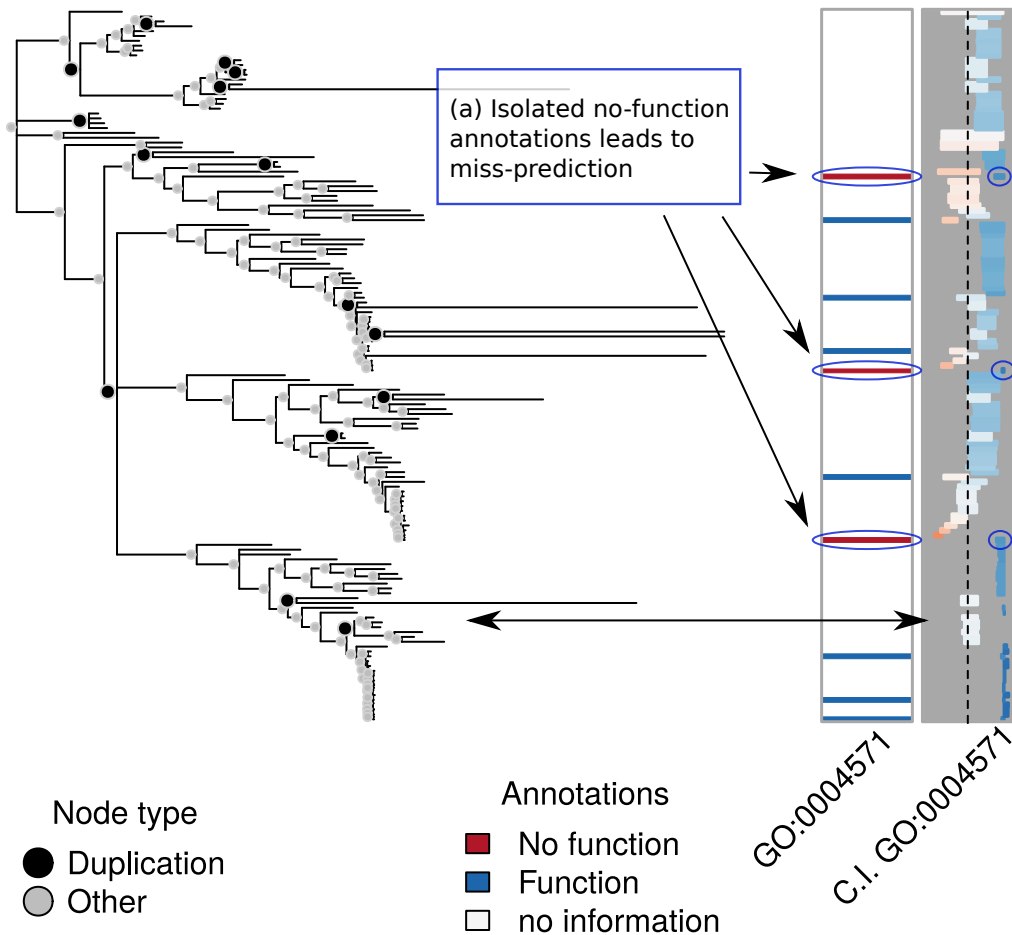 (a) Isolated no-function
annotations leads to
miss-prediction
GO:0004571
C.I. GO:0004571
Node type
Duplication
Other
Annotations
No function
Function
no information